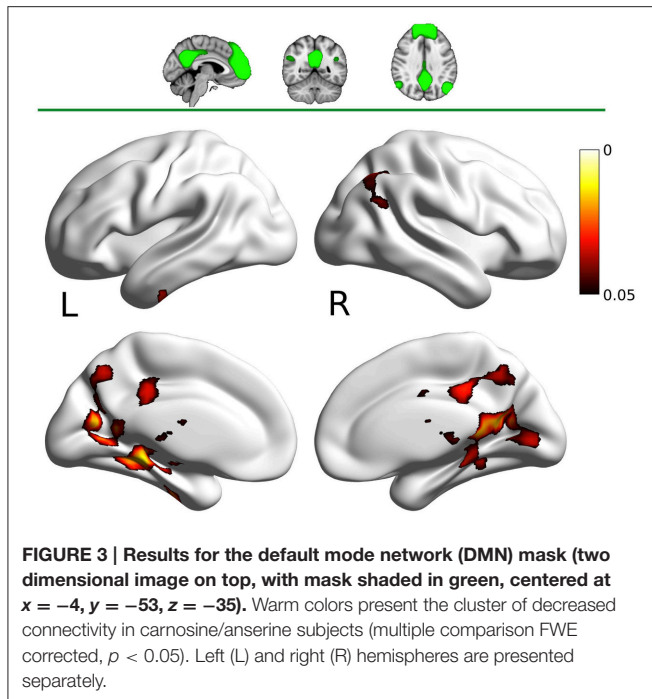 0
L
R
0.05
FIGURE 3 | Results for the default mode network (DMN) mask (two
dimensional image on top, with mask shaded in green, centered at
x = −4, y = −53, z = −35). Warm colors present the cluster of decreased
connectivity in carnosine/anserine subjects (multiple comparison FWE
corrected, p < 0.05). Left (L) and right (R) hemispheres are presented
separately.